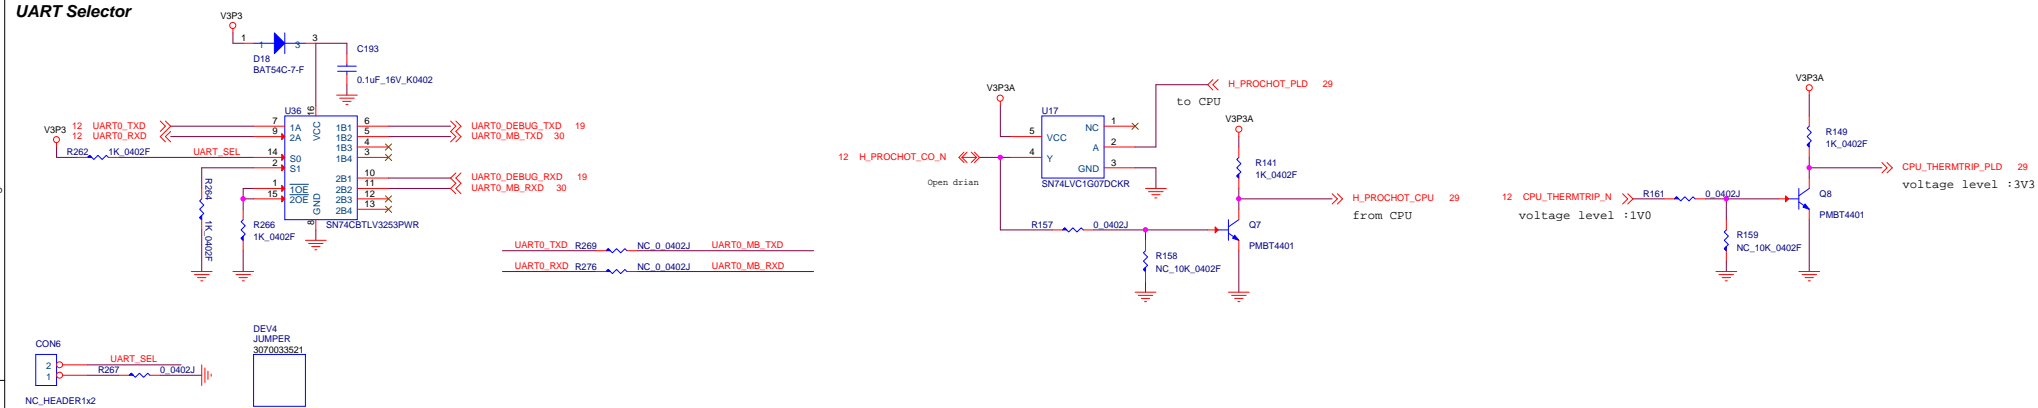 UART Selector
V3P3
1
1
3
3
D18
BAT54C-7-F
C193
0.1uF_16V_K0402
U36
16
VCC
V3P3
12 UART0_TXD
12 UART0_RXD
7 1A
9 2A
R262 1K_0402F UART_SEL
14 S0
2 S1
1 1OE
15 2OE
GND
8
1B1 6
1B2 5
1B3 4
1B4 3
2B1 10
2B2 11
2B3 12
2B4 13
SN74CBTLV3253PWR
UART0_DEBUG_TXD 19
UART0_MB_TXD 30
UART0_DEBUG_RXD 19
UART0_MB_RXD 30
R264
1K_0402F
R266
1K_0402F
UART0_TXD R269 NC_0_0402J UART0_MB_TXD
UART0_RXD R276 NC_0_0402J UART0_MB_RXD
CON6
2
1
UART_SEL
R267 0_0402J
NC_HEADER1x2
DEV4
JUMPER
3070033521
V3P3A
U17
5 VCC
4 Y
NC 1
A 2
GND 3
SN74LVC1G07DCKR
H_PROCHOT_PLD 29
to CPU
12 H_PROCHOT_CO_N
Open drian
V3P3A
R141
1K_0402F
H_PROCHOT_CPU 29
from CPU
R157 0_0402J
Q7
PMBT4401
R158
NC_10K_0402F
V3P3A
R149
1K_0402F
CPU_THERMTRIP_PLD 29
voltage level :3V3
12 CPU_THERMTRIP_N R161 0_0402J
voltage level :1V0
Q8
PMBT4401
R159
NC_10K_0402F